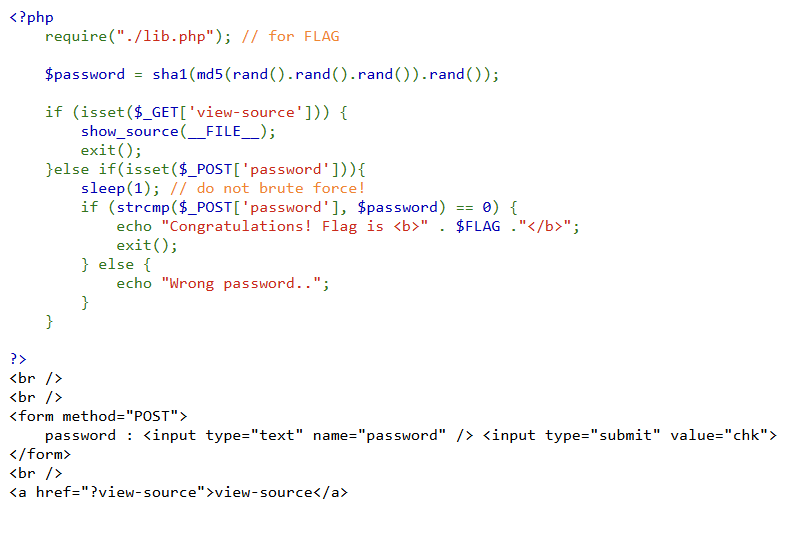 <?php
    require("./lib.php"); // for FLAG

    $password = sha1(md5(rand().rand().rand()).rand());

    if (isset($_GET['view-source'])) {
        show_source(__FILE__);
        exit();
    }else if(isset($_POST['password'])){
        sleep(1); // do not brute force!
        if (strcmp($_POST['password'], $password) == 0) {
            echo "Congratulations! Flag is <b>" . $FLAG ."</b>";
            exit();
        } else {
            echo "Wrong password..";
        }
    }

?>
<br />
<br />
<form method="POST">
    password : <input type="text" name="password" /> <input type="submit" value="chk">
</form>
<br />
<a href="?view-source">view-source</a>